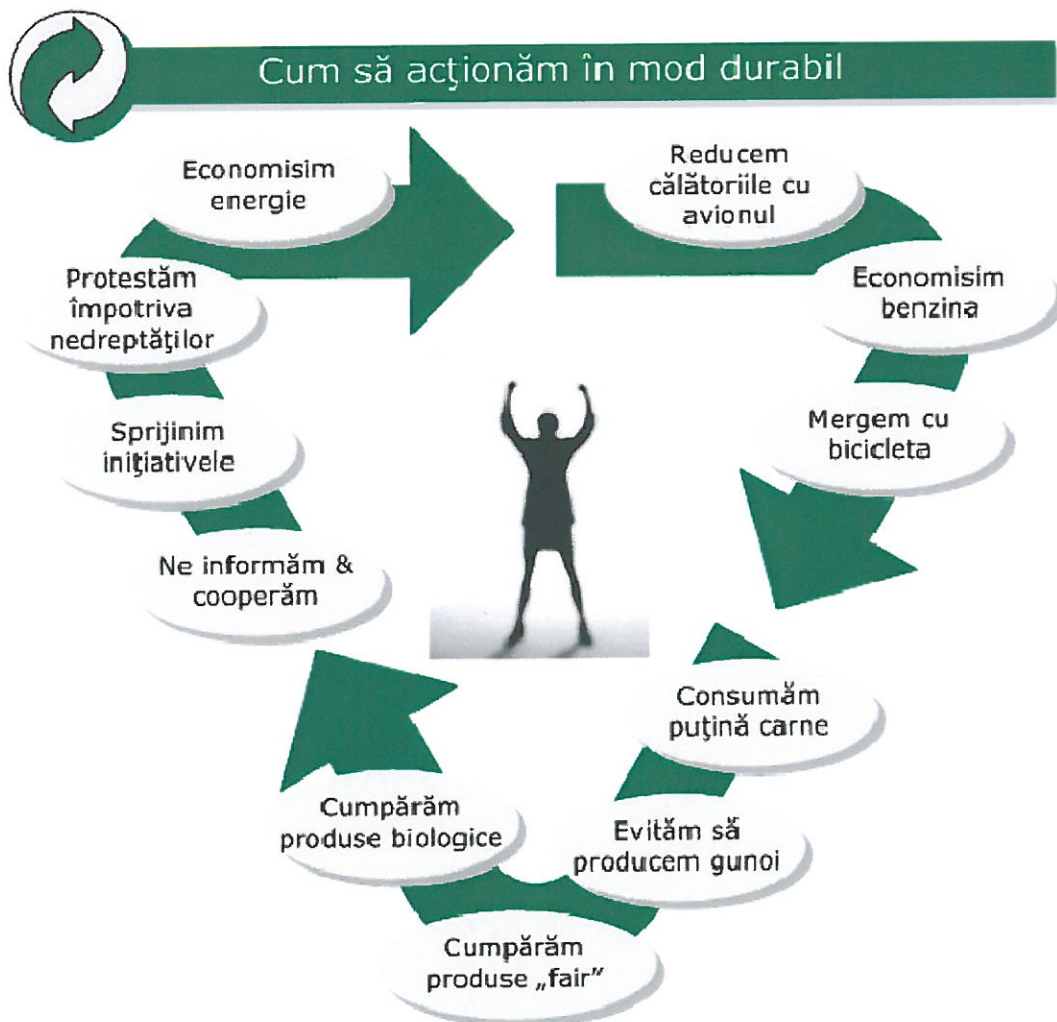 Cum să acţionăm în mod durabil
Economisim
energie
Reducem
călătoriile cu
avionul
Economisim
benzina
Mergem cu
bicicleta
Consumăm
puţină carne
Evităm să
producem gunoi
Cumpărăm
produse „fair”
Cumpărăm
produse biologice
Ne informăm &
cooperăm
Sprijinim
iniţiativele
Protestăm
împotriva
nedreptăţilor